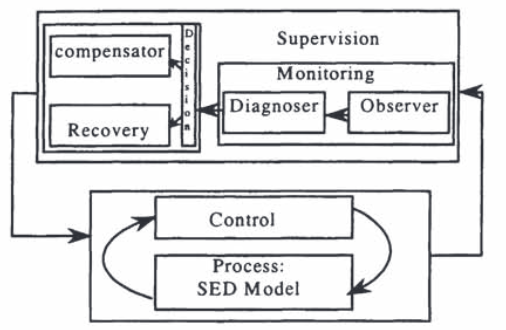 Supervision
compensator
Decision
Monitoring
Diagnoser
Observer
Recovery
Control
Process:
SED Model